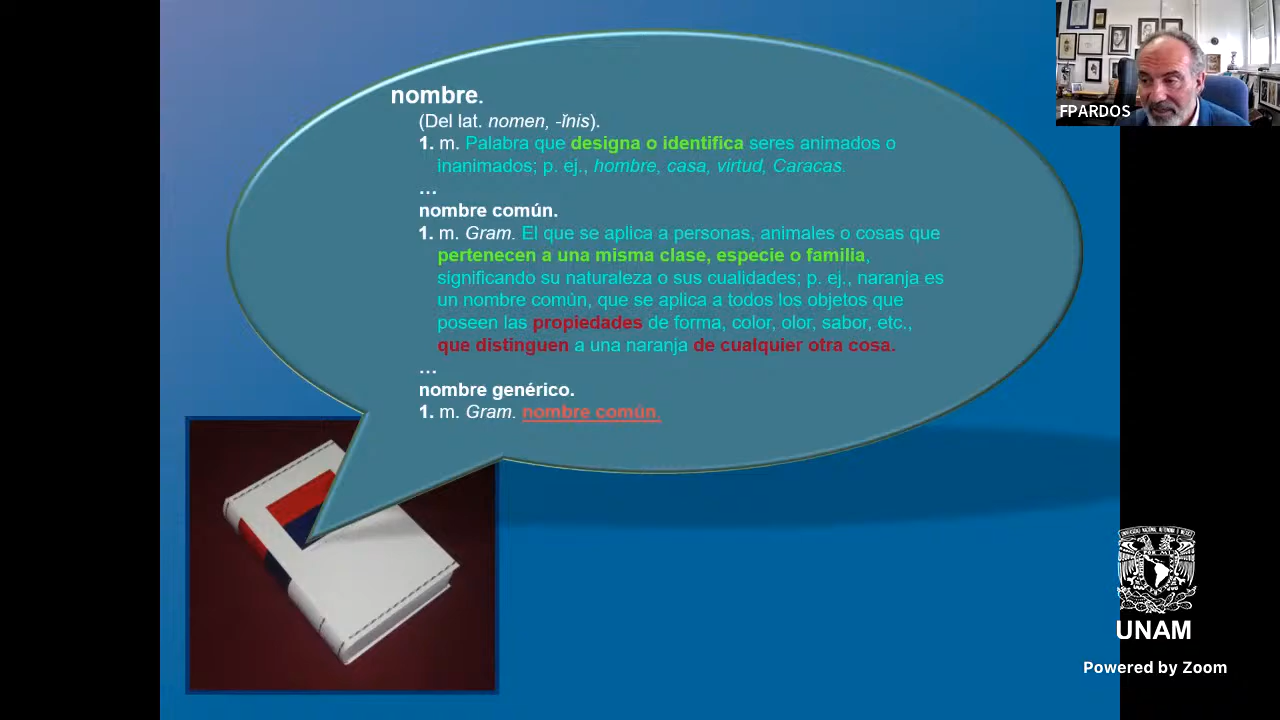 nombre.
(Del lat. nomen, -ĭnis).
1. m. Palabra que designa o identifica seres animados o
inanimados; p. ej., hombre, casa, virtud, Caracas.
...
nombre común.
1. m. Gram. El que se aplica a personas, animales o cosas que
pertenecen a una misma clase, especie o familia,
significando su naturaleza o sus cualidades; p. ej., naranja es
un nombre común, que se aplica a todos los objetos que
poseen las propiedades de forma, color, olor, sabor, etc.,
que distinguen a una naranja de cualquier otra cosa.
...
nombre genérico.
1. m. Gram. nombre común.
FPARDOS
UNAM
Powered by Zoom